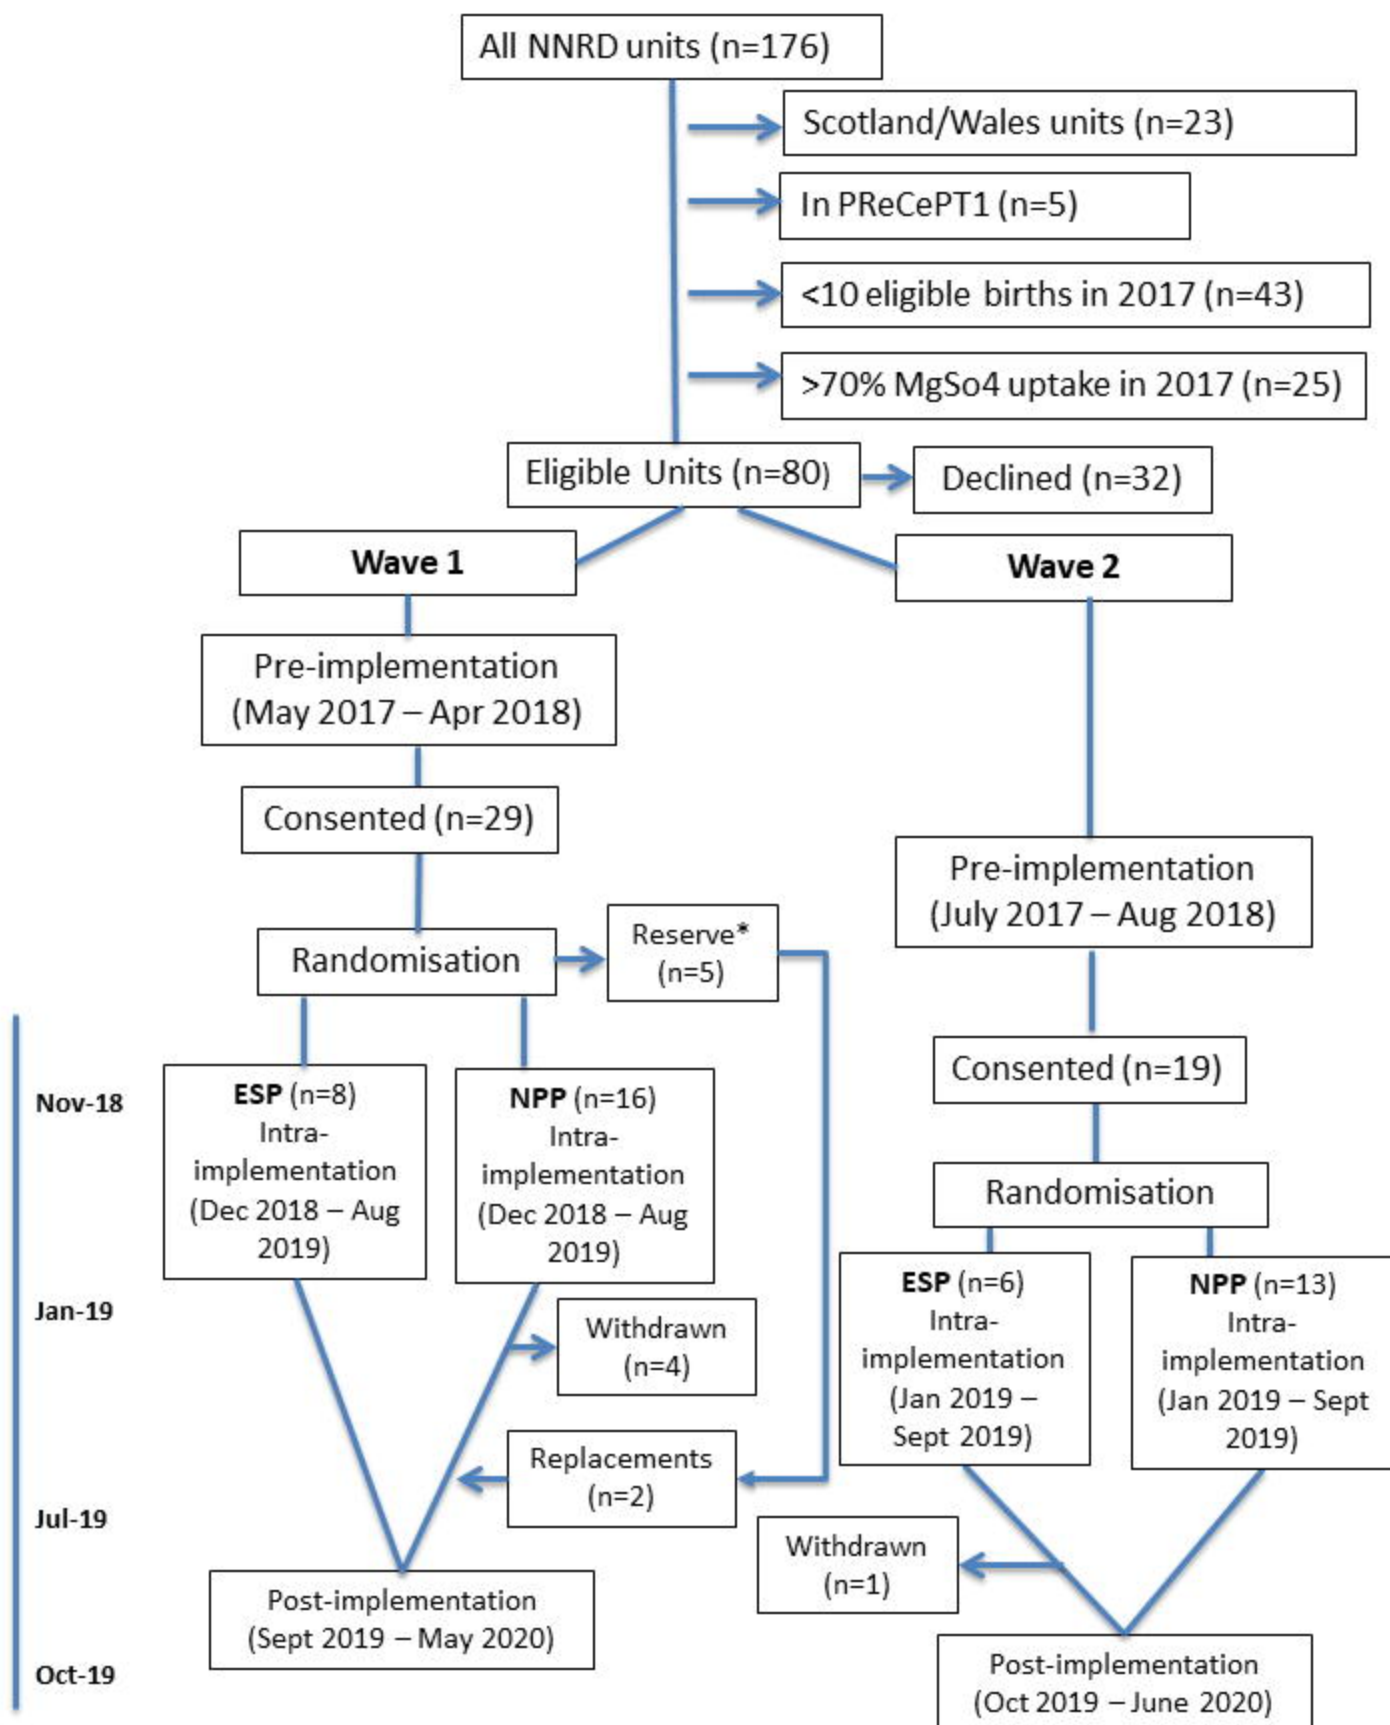 All NNRD units (n=176)
Scotland/Wales units (n=23)
In PReCePT1 (n=5)
<10 eligible births in 2017 (n=43)
>70% MgSo4 uptake in 2017 (n=25)
Eligible Units (n=80)
Declined (n=32)
Wave 1
Pre-implementation
(May 2017 – Apr 2018)
Consented (n=29)
Randomisation
Reserve*
(n=5)
ESP (n=8)
Intra-
implementation
(Dec 2018 – Aug
2019)
NPP (n=16)
Intra-
implementation
(Dec 2018 – Aug
2019)
Withdrawn
(n=4)
Replacements
(n=2)
Post-implementation
(Sept 2019 – May 2020)
Wave 2
Pre-implementation
(July 2017 – Aug 2018)
Consented (n=19)
Randomisation
ESP (n=6)
Intra-
implementation
(Jan 2019 –
Sept 2019)
NPP (n=13)
Intra-
implementation
(Jan 2019 – Sept
2019)
Withdrawn
(n=1)
Post-implementation
(Oct 2019 – June 2020)
Nov-18
Jan-19
Jul-19
Oct-19